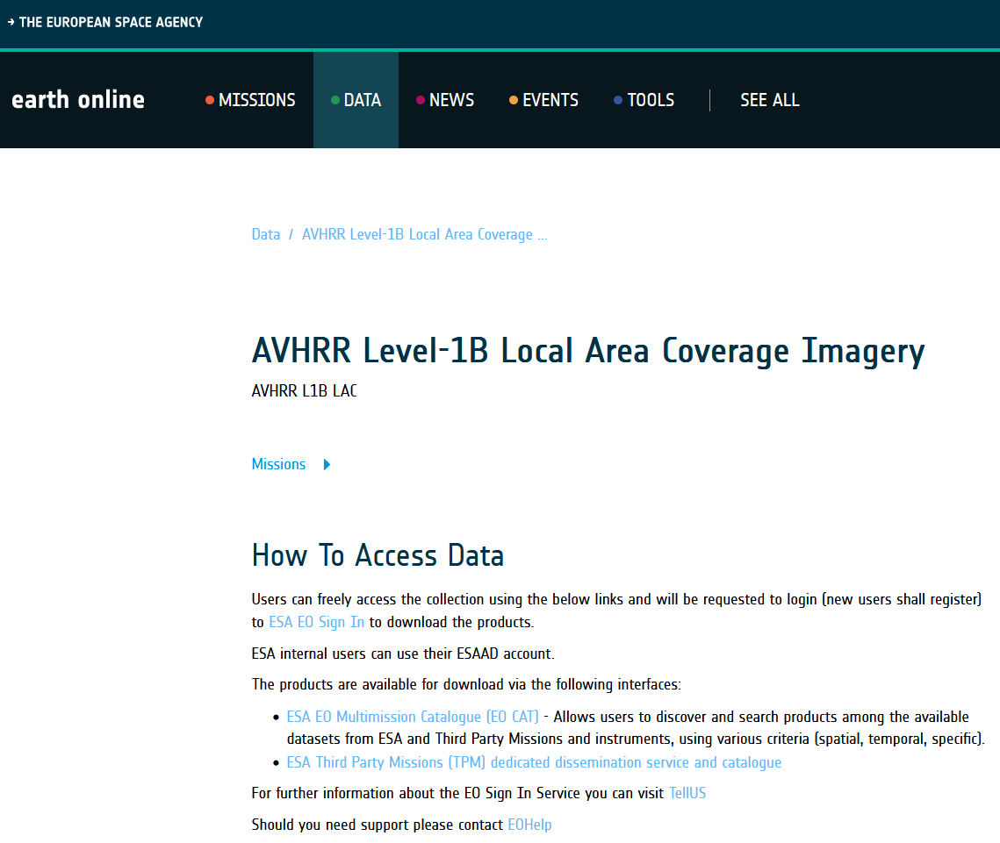 → THE EUROPEAN SPACE AGENCY
earth online
MISSIONS
DATA
NEWS
EVENTS
TOOLS
SEE ALL
Data / AVHRR Level-1B Local Area Coverage ...
AVHRR Level-1B Local Area Coverage Imagery
AVHRR L1B LAC
Missions
How To Access Data
Users can freely access the collection using the below links and will be requested to login (new users shall register)
to ESA EO Sign In to download the products.
ESA internal users can use their ESAAD account.
The products are available for download via the following interfaces:
• ESA EO Multimission Catalogue (EO CAT) - Allows users to discover and search products among the available
datasets from ESA and Third Party Missions and instruments, using various criteria (spatial, temporal, specific).
• ESA Third Party Missions (TPM) dedicated dissemination service and catalogue
For further information about the EO Sign In Service you can visit TellUS
Should you need support please contact EOHelp